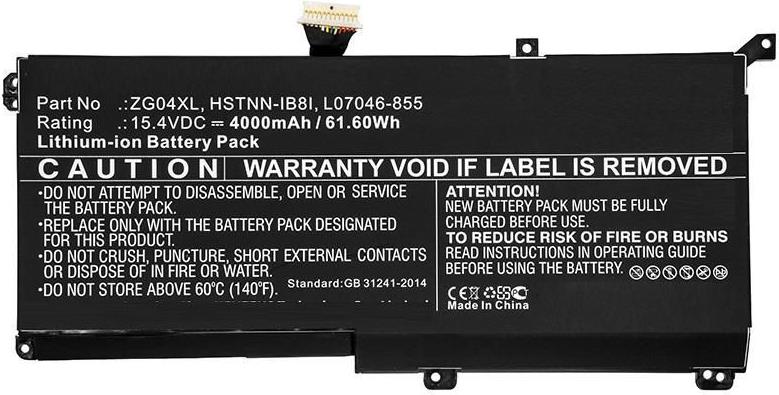 Part No .:ZG04XL, HSTNN-IB8I, L07046-855
Rating .:15.4VDC ⎓ 4000mAh / 61.60Wh
Lithium-ion Battery Pack
CAUTION WARRANTY VOID IF LABEL IS REMOVED
•DO NOT ATTEMPT TO DISASSEMBLE, OPEN OR SERVICE
THE BATTERY PACK.
•REPLACE ONLY WITH THE BATTERY PACK DESIGNATED
FOR THIS PRODUCT.
•DO NOT CRUSH, PUNCTURE, SHORT EXTERNAL CONTACTS
OR DISPOSE OF IN FIRE OR WATER.
•DO NOT STORE ABOVE 60°C (140°F).
Standard:GB 31241-2014
ATTENTION!
NEW BATTERY PACK MUST BE FULLY
CHARGED BEFORE USE.
TO REDUCE RISK OF FIRE OR BURNS
READ INSTRUCTIONS IN OPERATING GUIDE
BEFORE USING THE BATTERY.
CE
Made In China